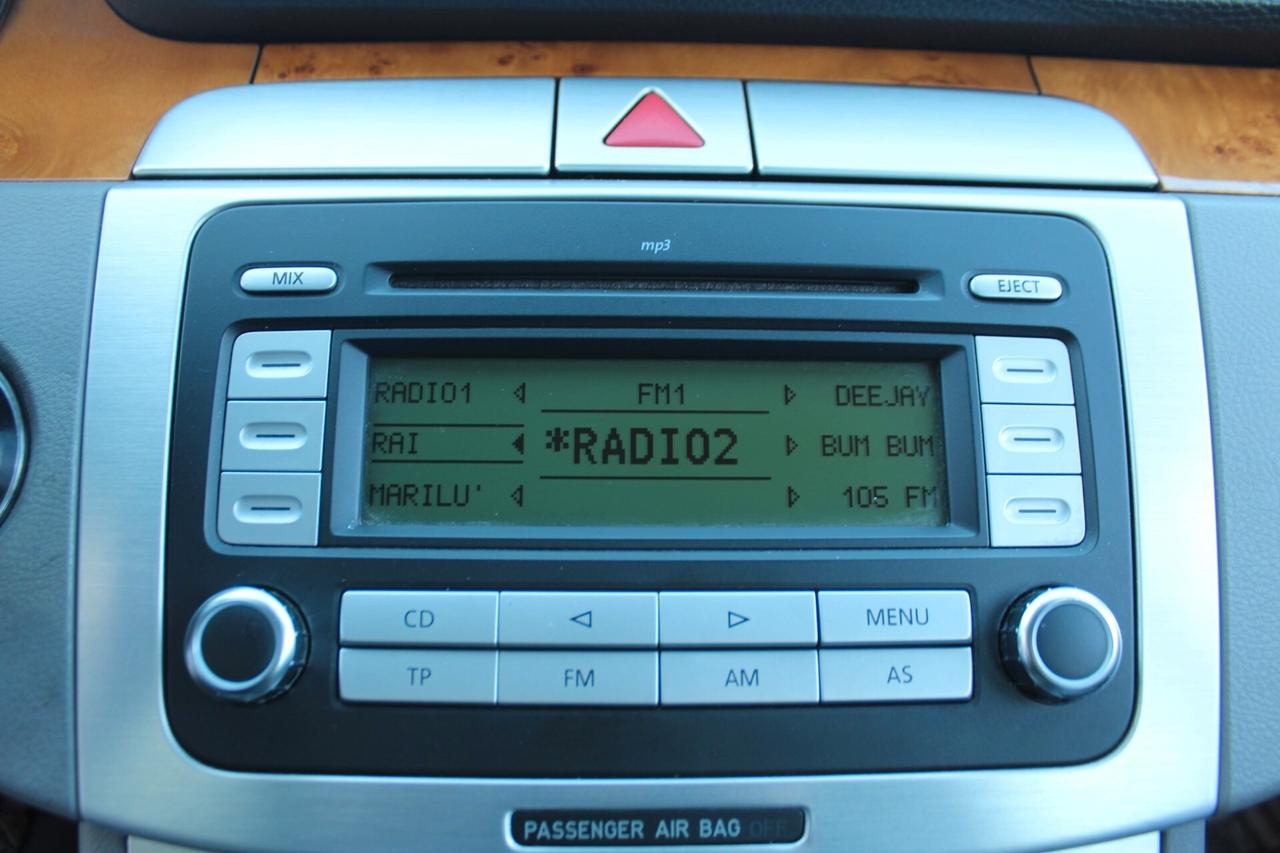 mp3
MIX EJECT
RADIO1 FM1 DEEJAY
RAI *RADIO2 BUM BUM
MARILU' 105 FM
CD MENU
TP FM AM AS
PASSENGER AIR BAG OFF